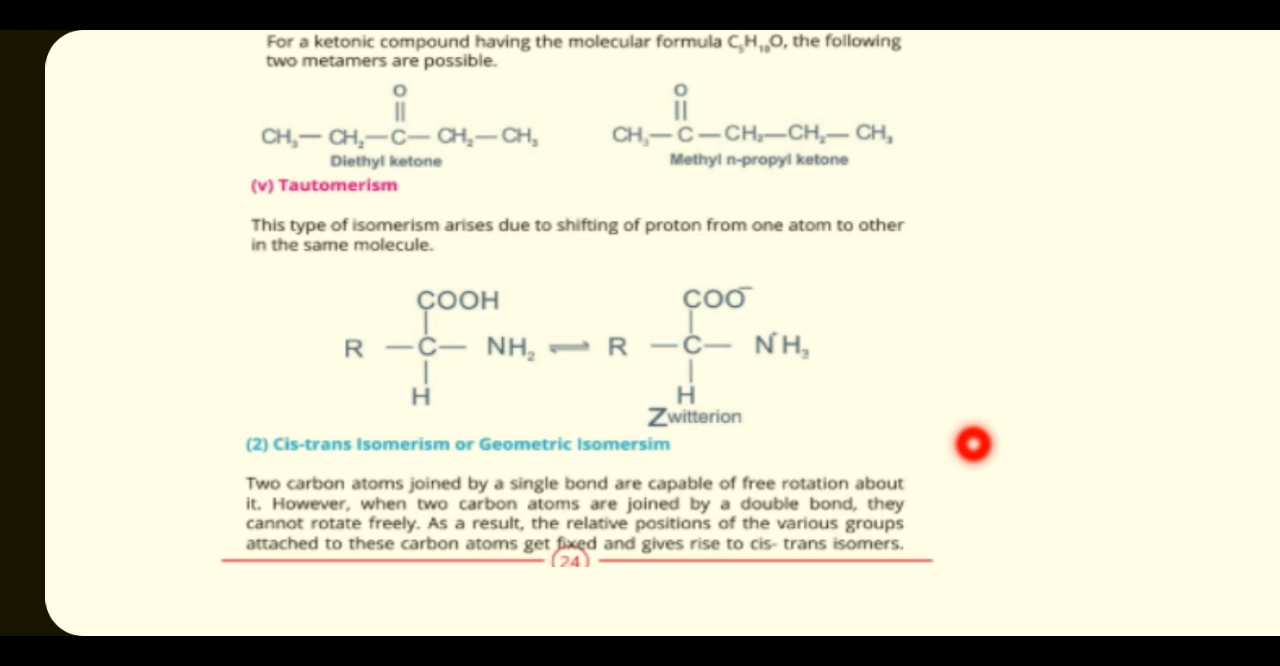 For a ketonic compound having the molecular formula C₅H₁₀O, the following
two metamers are possible.
O
||
CH₃— CH₂—C— CH₂—CH₃
Diethyl ketone
O
||
CH₃—C—CH₂—CH₂—CH₃
Methyl n-propyl ketone
(v) Tautomerism
This type of isomerism arises due to shifting of proton from one atom to other
in the same molecule.
COOH
R —C— NH₂ ⇌ R —C— N⁺H₃
H
COO⁻
H
Zwitterion
(2) Cis-trans Isomerism or Geometric Isomersim
Two carbon atoms joined by a single bond are capable of free rotation about
it. However, when two carbon atoms are joined by a double bond, they
cannot rotate freely. As a result, the relative positions of the various groups
attached to these carbon atoms get fixed and gives rise to cis- trans isomers.
24